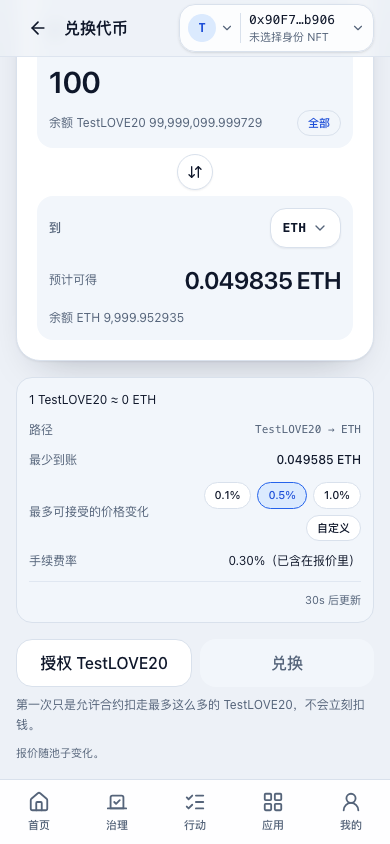 兑换代币
T
0x90F7…b906
未选择身份 NFT
100
余额 TestLOVE20 99,999,099.999729
全部
到
ETH
预计可得
0.049835 ETH
余额 ETH 9,999.952935
1 TestLOVE20 ≈ 0 ETH
路径
TestLOVE20 → ETH
最少到账
0.049585 ETH
最多可接受的价格变化
0.1%
0.5%
1.0%
自定义
手续费率
0.30%（已含在报价里）
30s 后更新
授权 TestLOVE20
兑换
第一次只是允许合约扣走最多这么多的 TestLOVE20，不会立刻扣
钱。
报价随池子变化。
首页
治理
行动
应用
我的